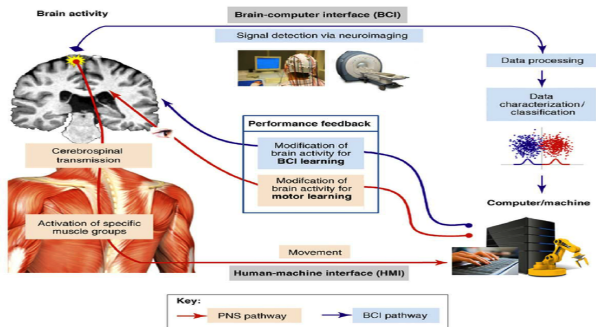 Brain activity
Brain-computer interface (BCI)
Signal detection via neuroimaging
Data processing
Data
characterization /
classification
Performance feedback
Modification of
brain activity for
BCI learning
Modifcation of
brain activity for
motor learning
Cerebrospinal
transmission
Activation of specific
muscle groups
Computer/machine
Movement
Human-machine interface (HMI)
Key:
PNS pathway
BCI pathway